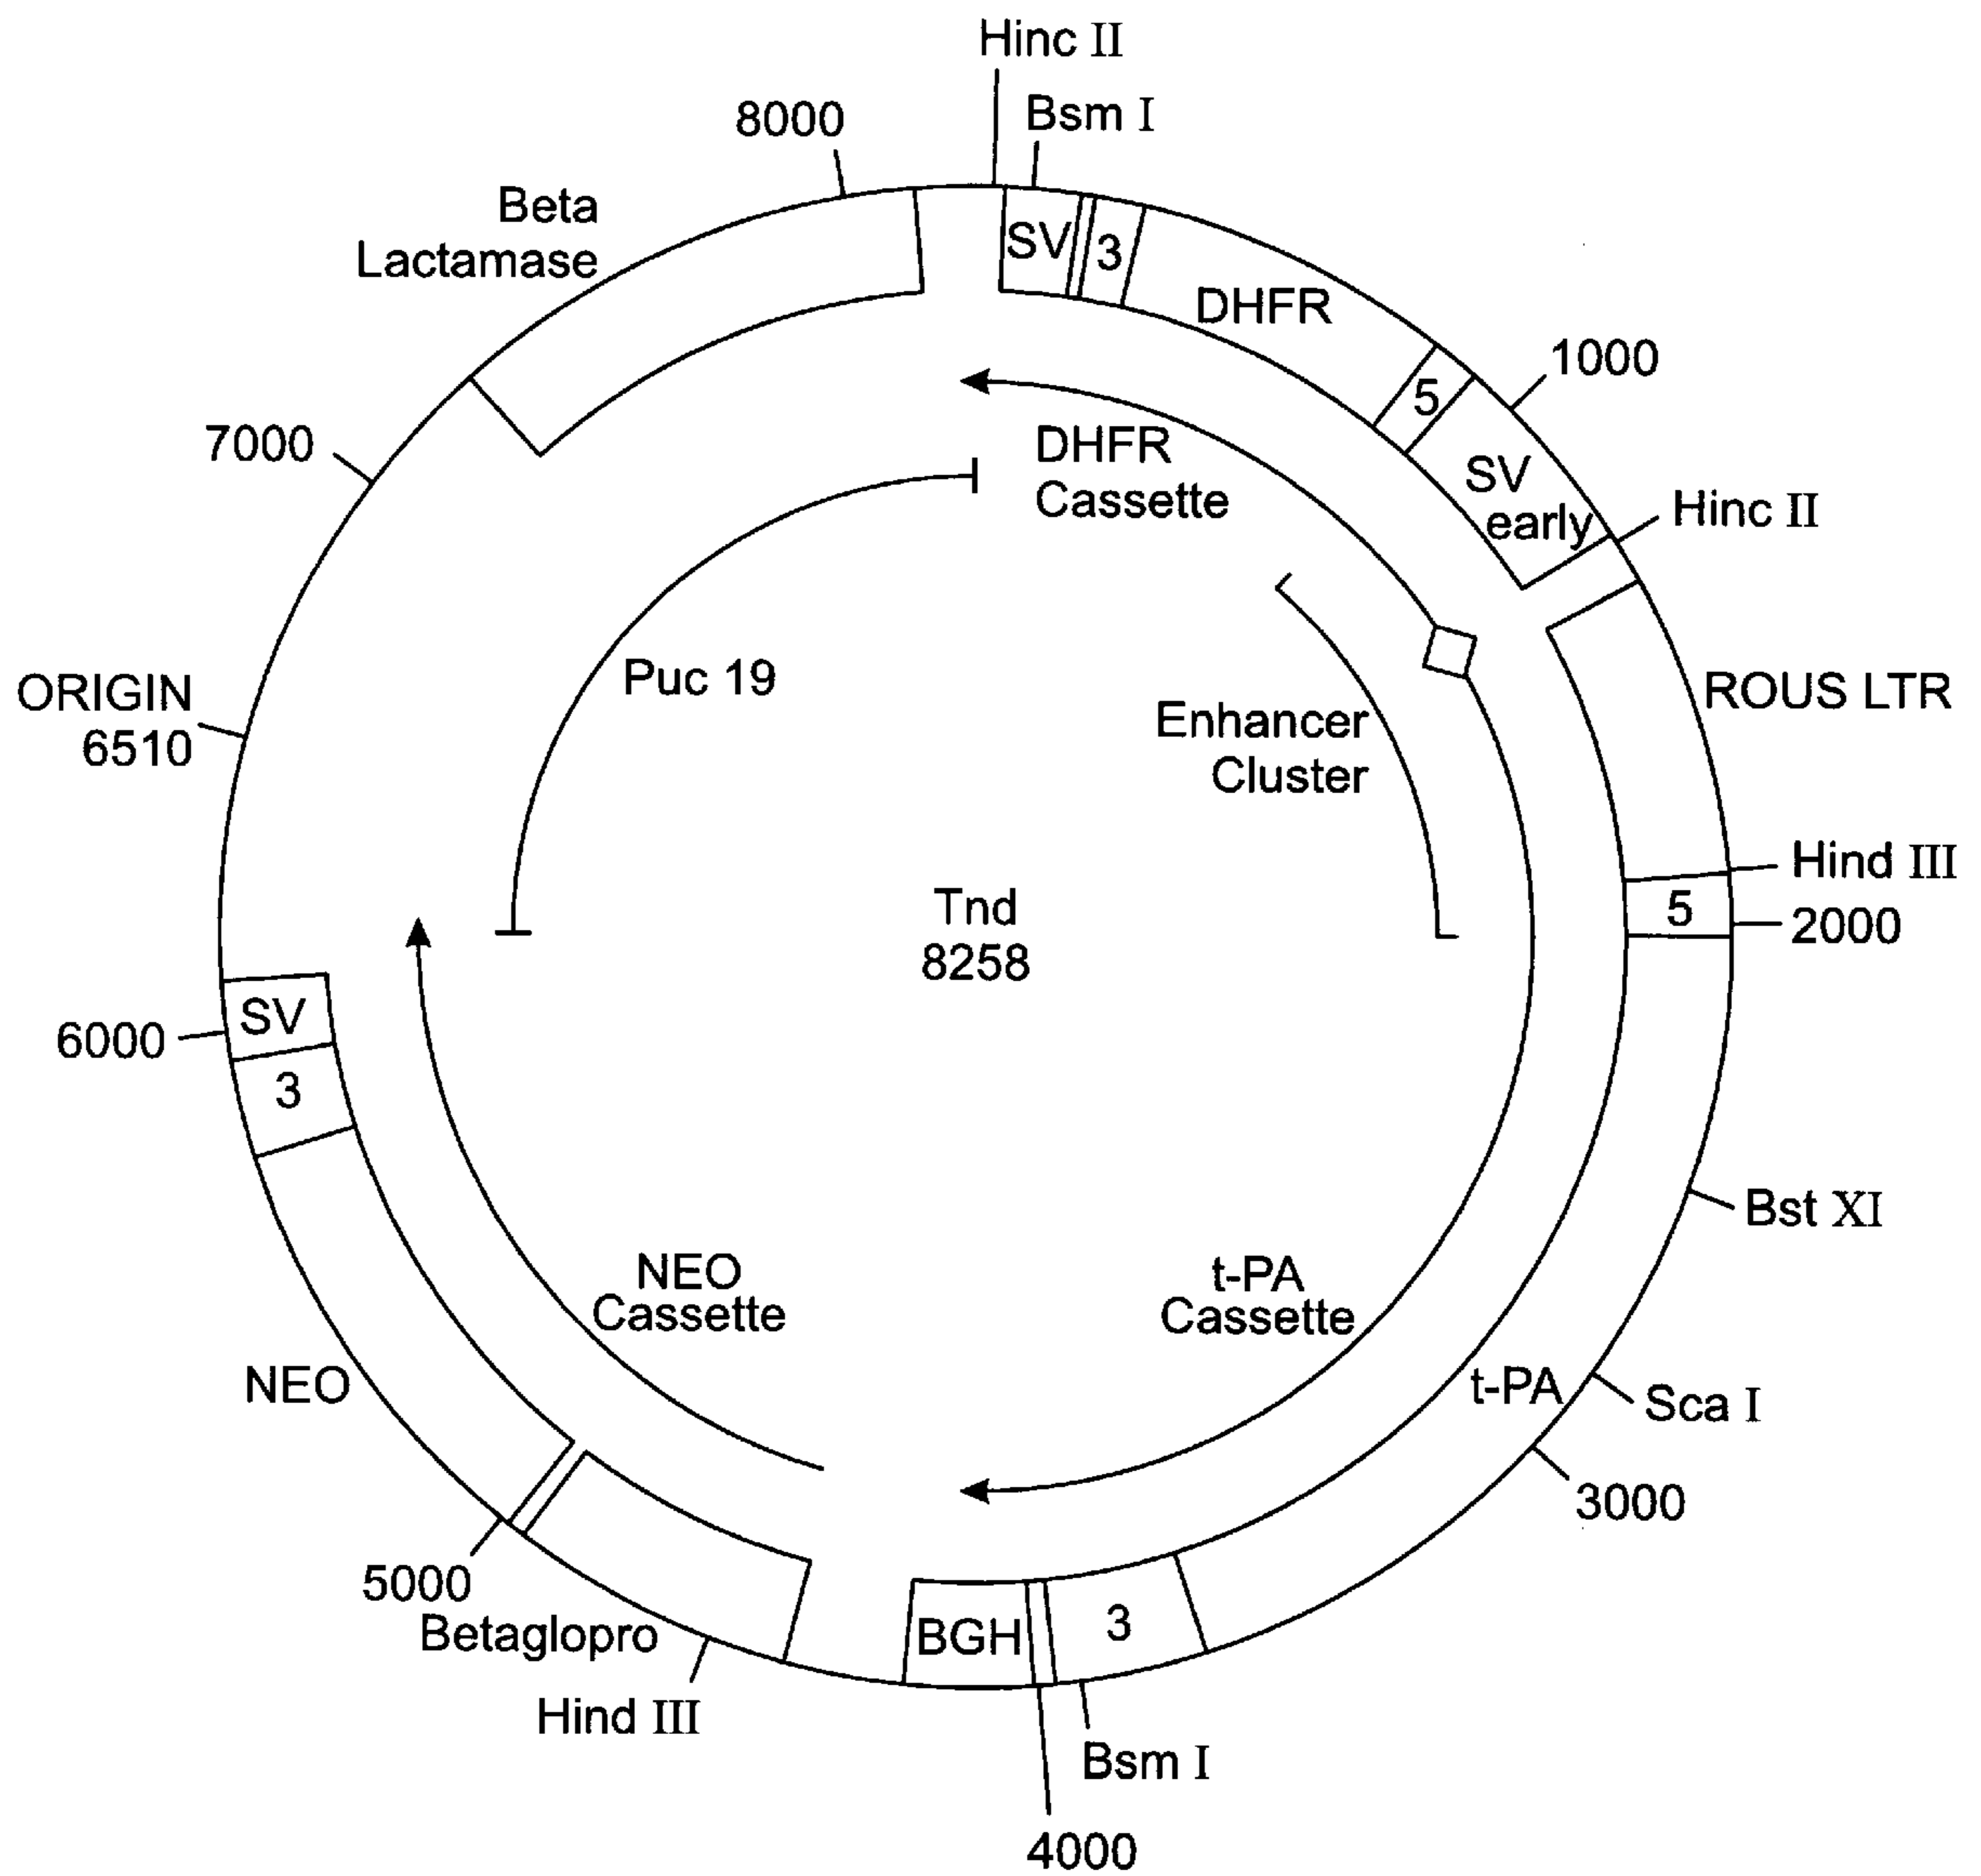 Hinc II
Bsm I
8000
Beta
Lactamase
SV
3
DHFR
1000
5
7000
DHFR
Cassette
SV
early
Hinc II
Puc 19
ORIGIN
6510
Enhancer
Cluster
ROUS LTR
Hind III
5
2000
Tnd
8258
SV
6000
3
Bst XI
NEO
Cassette
t-PA
Cassette
NEO
t-PA
Sca I
3000
5000
Betaglopro
BGH
3
Hind III
Bsm I
4000